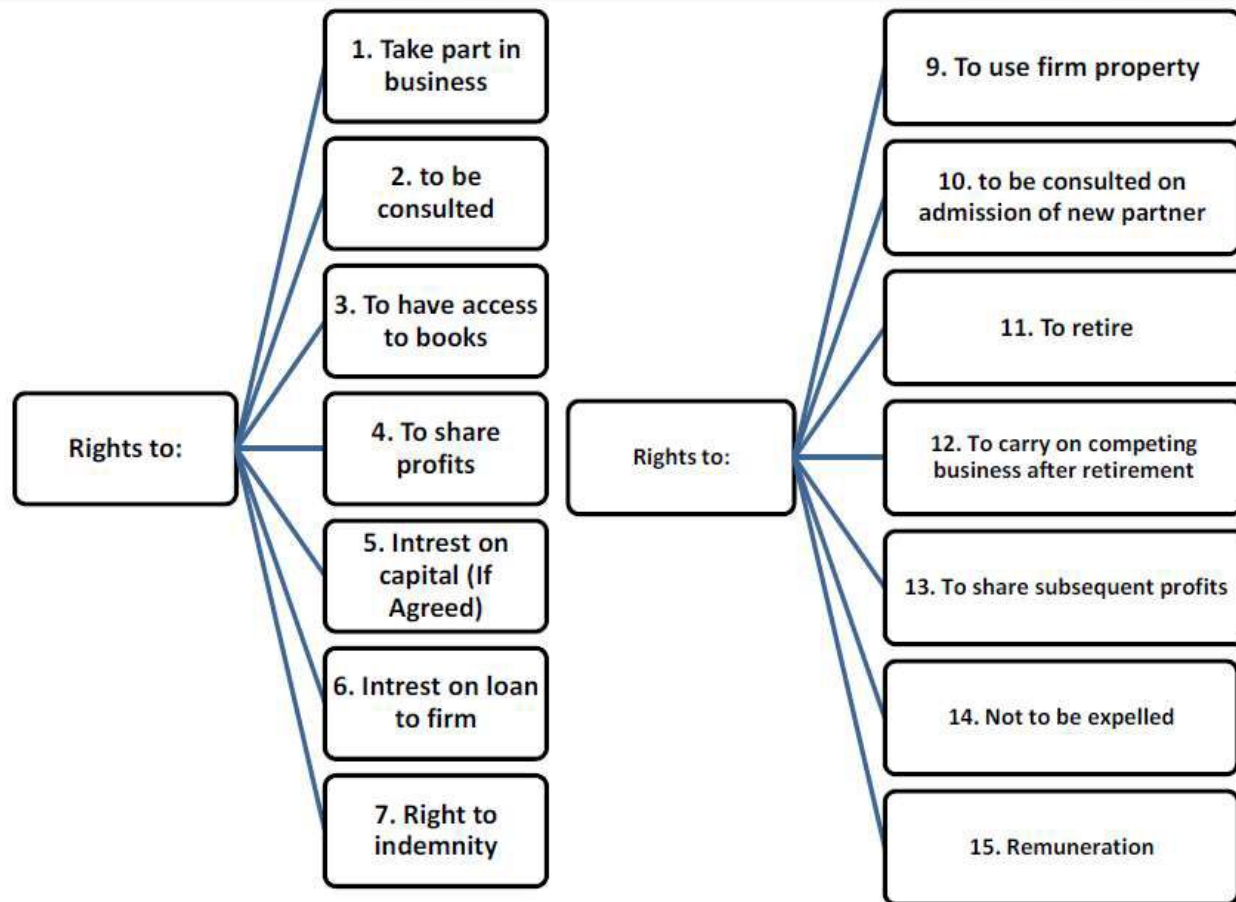 Rights to:
1. Take part in
business
2. to be
consulted
3. To have access
to books
4. To share
profits
5. Intrest on
capital (If
Agreed)
6. Intrest on loan
to firm
7. Right to
indemnity
Rights to:
9. To use firm property
10. to be consulted on
admission of new partner
11. To retire
12. To carry on competing
business after retirement
13. To share subsequent profits
14. Not to be expelled
15. Remuneration